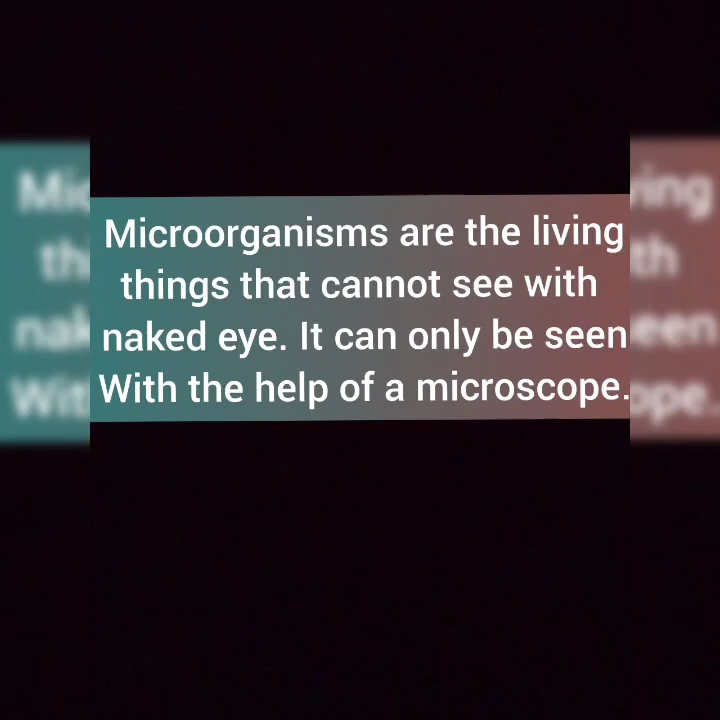 Microorganisms are the living
things that cannot see with
naked eye. It can only be seen
With the help of a microscope.